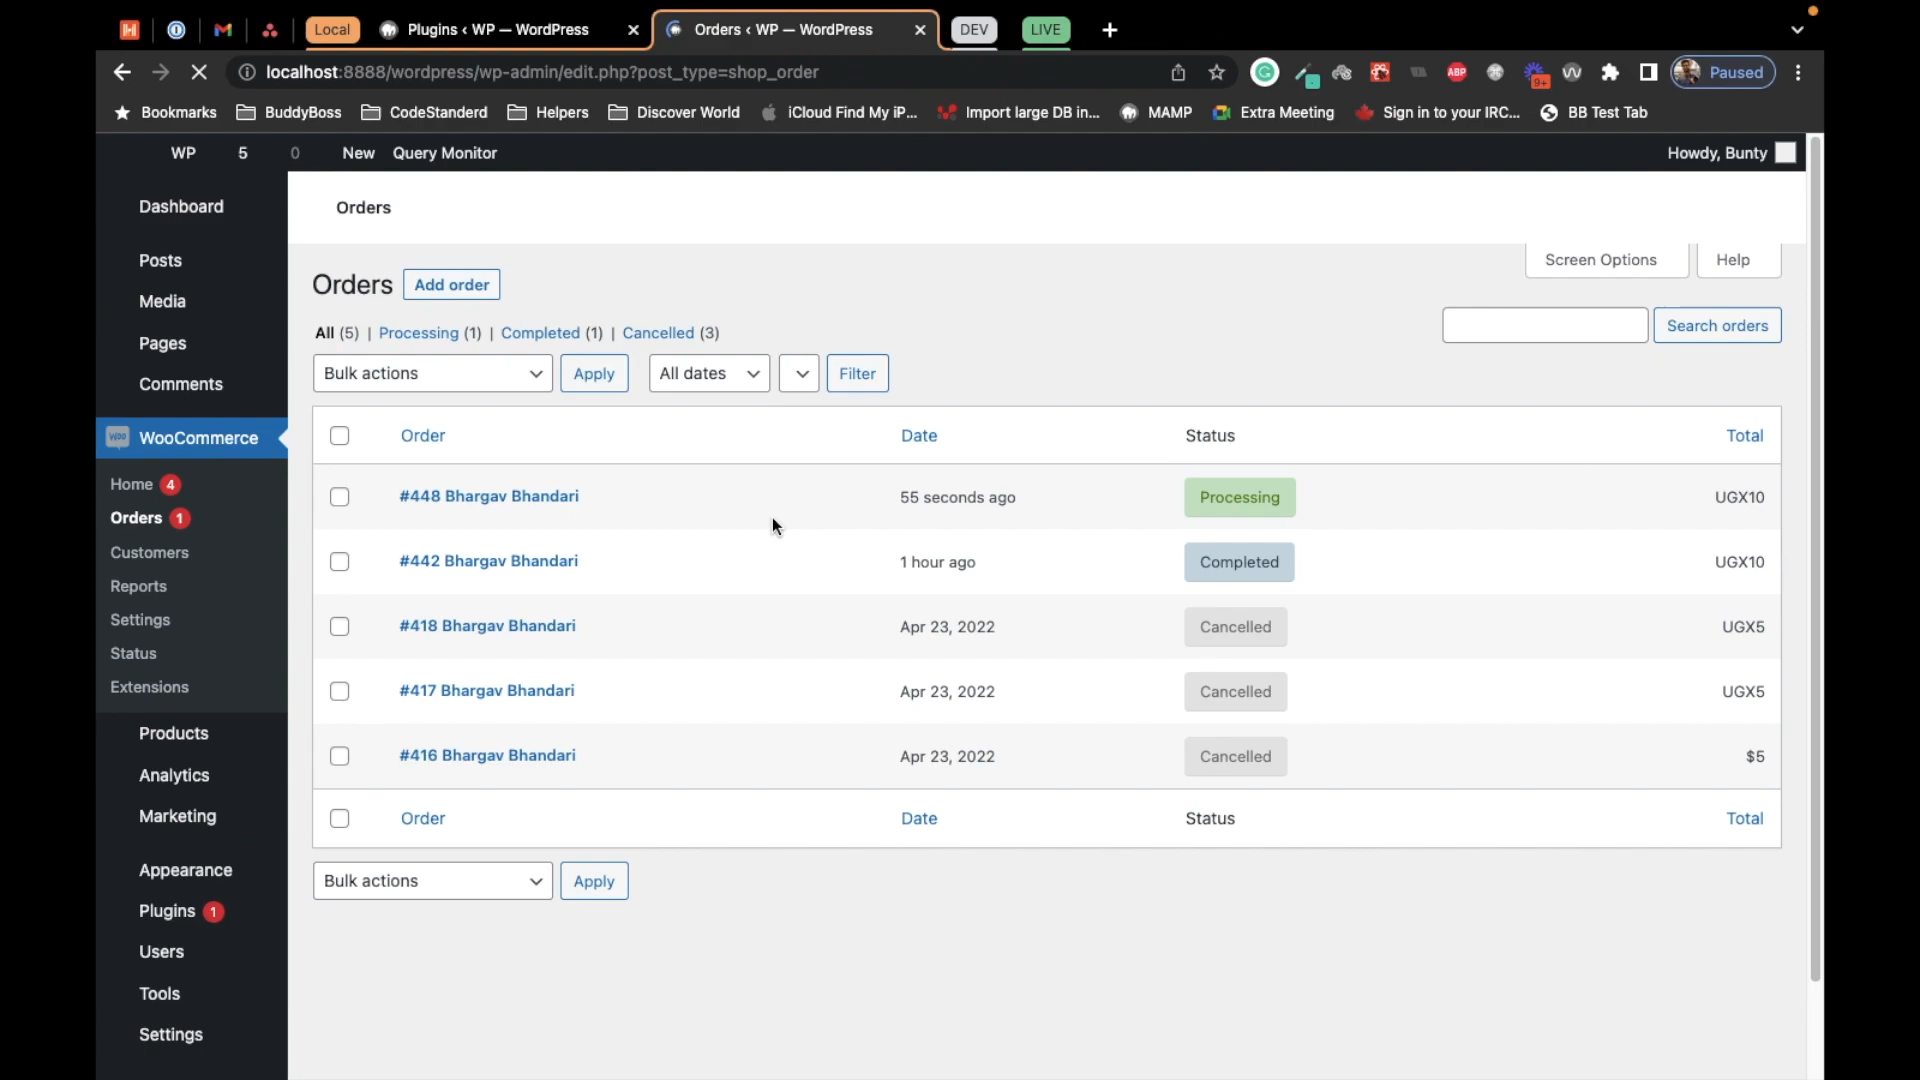 Local Plugins ‹ WP — WordPress Orders ‹ WP — WordPress DEV LIVE
localhost:8888/wordpress/wp-admin/edit.php?post_type=shop_order ABP 9+ Paused
Bookmarks BuddyBoss CodeStanderd Helpers Discover World iCloud Find My iP... Import large DB in... MAMP Extra Meeting Sign in to your IRC... BB Test Tab
WP 5 0 New Query Monitor Howdy, Bunty
Dashboard
Posts
Media
Pages
Comments
WOO WooCommerce
Home 4
Orders 1
Customers
Reports
Settings
Status
Extensions
Products
Analytics
Marketing
Appearance
Plugins 1
Users
Tools
Settings
Orders
Screen Options Help
Orders Add order
All (5) | Processing (1) | Completed (1) | Cancelled (3)
Search orders
Bulk actions Apply All dates Filter
Order Date Status Total
#448 Bhargav Bhandari 55 seconds ago Processing UGX10
#442 Bhargav Bhandari 1 hour ago Completed UGX10
#418 Bhargav Bhandari Apr 23, 2022 Cancelled UGX5
#417 Bhargav Bhandari Apr 23, 2022 Cancelled UGX5
#416 Bhargav Bhandari Apr 23, 2022 Cancelled $5
Order Date Status Total
Bulk actions Apply